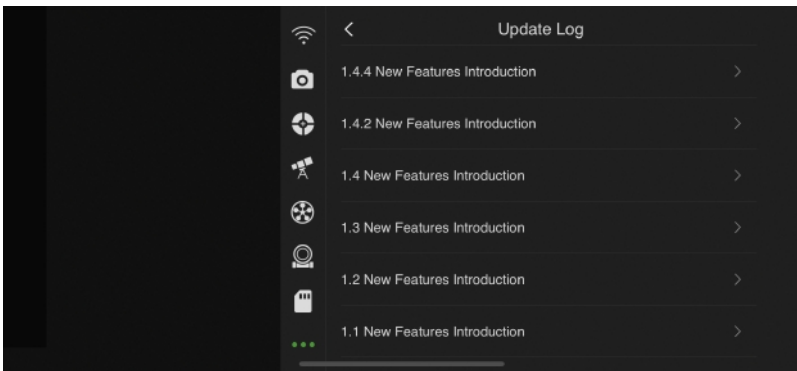 Update Log
1.4.4 New Features Introduction
1.4.2 New Features Introduction
1.4 New Features Introduction
1.3 New Features Introduction
1.2 New Features Introduction
1.1 New Features Introduction